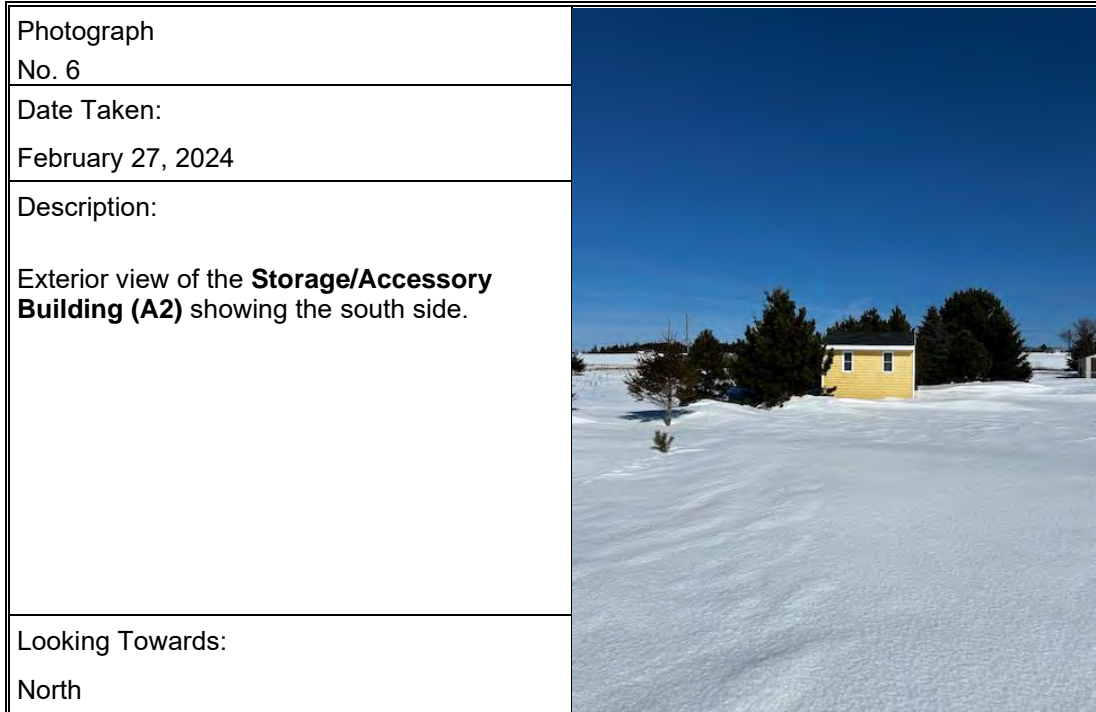 Photograph
No. 6
Date Taken:
February 27, 2024
Description:
Exterior view of the Storage/Accessory
Building (A2) showing the south side.
Looking Towards:
North